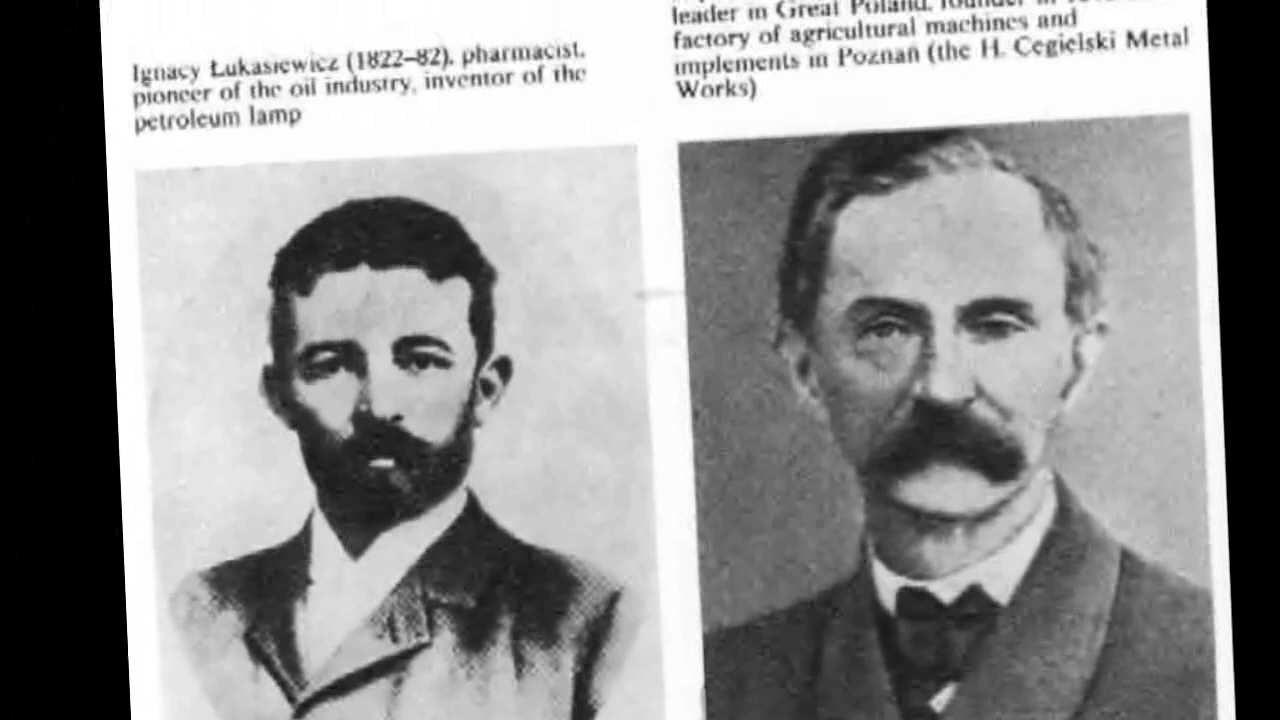 Ignacy Łukasiewicz (1822–82), pharmacist,
pioneer of the oil industry, inventor of the
petroleum lamp
leader in Great Poland, founder in
factory of agricultural machines and
implements in Poznań (the H. Cegielski Metal
Works)